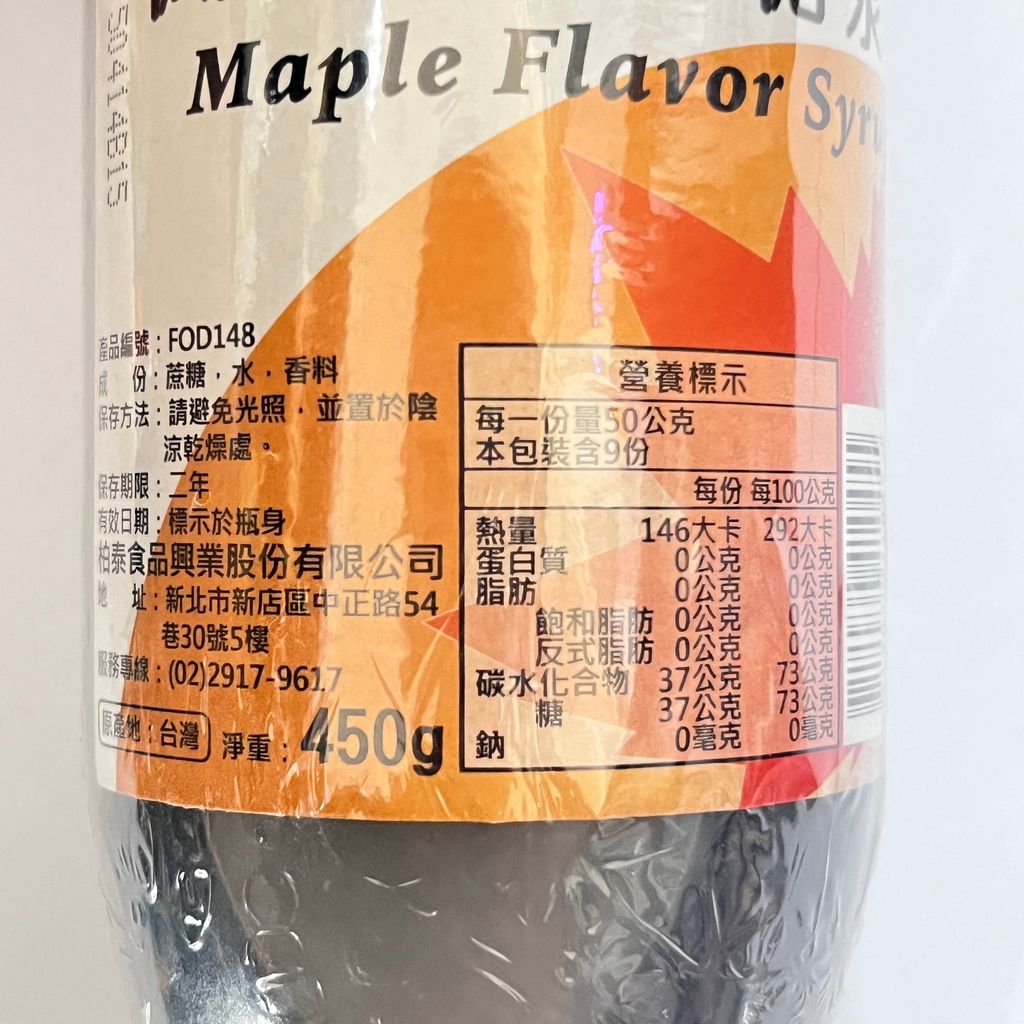 Maple Flavor Syru
產品編號：FOD148
成　份：蔗糖．水．香料
保存方法：請避免光照．並置於陰
涼乾燥處。
保存期限：二年
有效日期：標示於瓶身
柏泰食品興業股份有限公司
地　址：新北市新店區中正路54
巷30號5樓
服務專線：(02)2917-9617
原產地：台灣 淨重：450g
營養標示
每一份量50公克
本包裝含9份
每份 每100公克
熱量 146大卡 292大卡
蛋白質 0公克 0公克
脂肪 0公克 0公克
飽和脂肪 0公克 0公克
反式脂肪 0公克 0公克
碳水化合物 37公克 73公克
糖 37公克 73公克
鈉 0毫克 0毫克